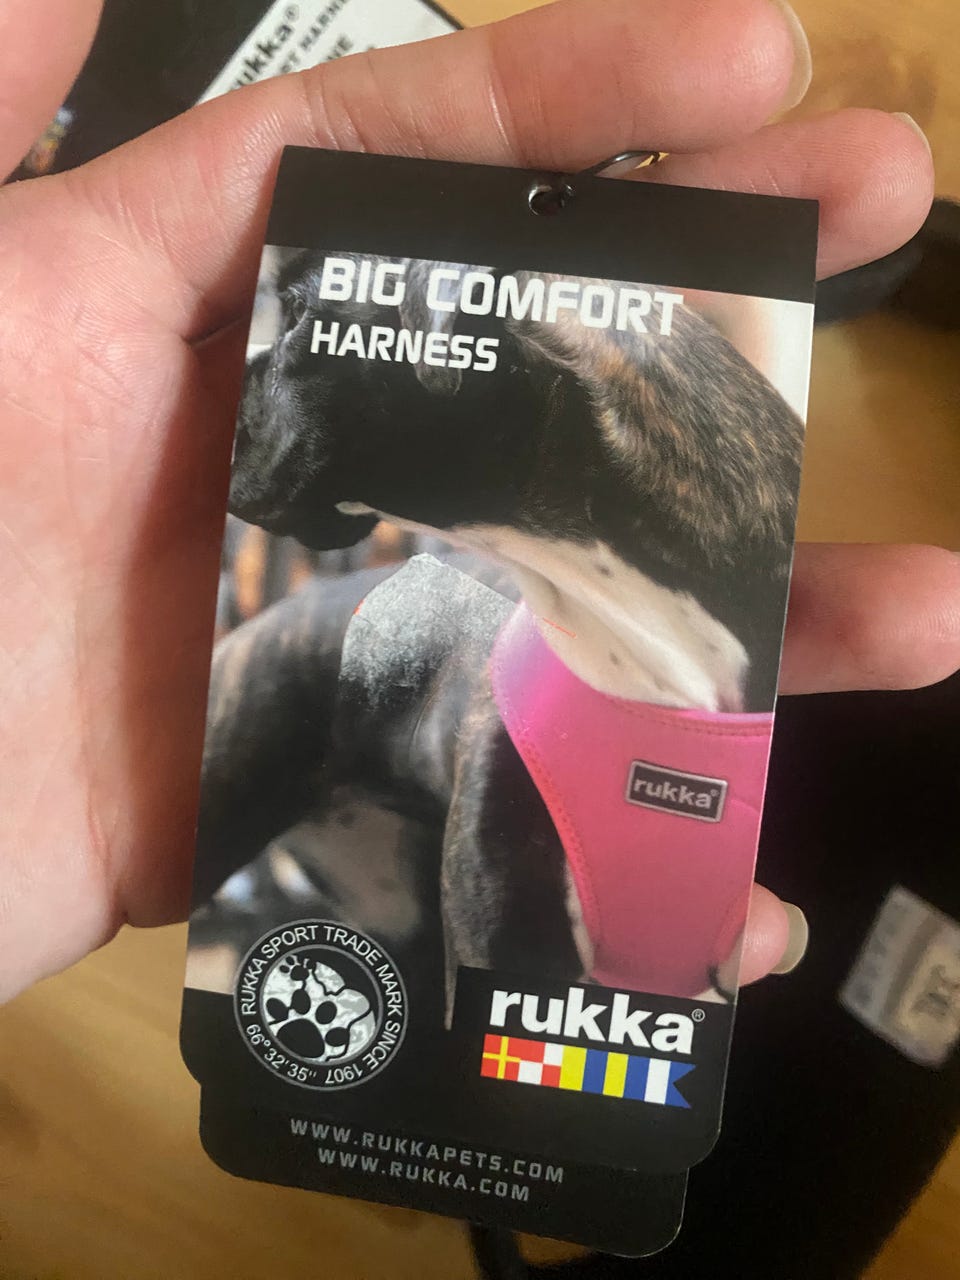 rukka®
BIG COMFORT
HARNESS
rukka®
RUKKA SPORT TRADE MARK SINCE 1907 66°32'35"
rukka®
WWW.RUKKAPETS.COM
WWW.RUKKA.COM